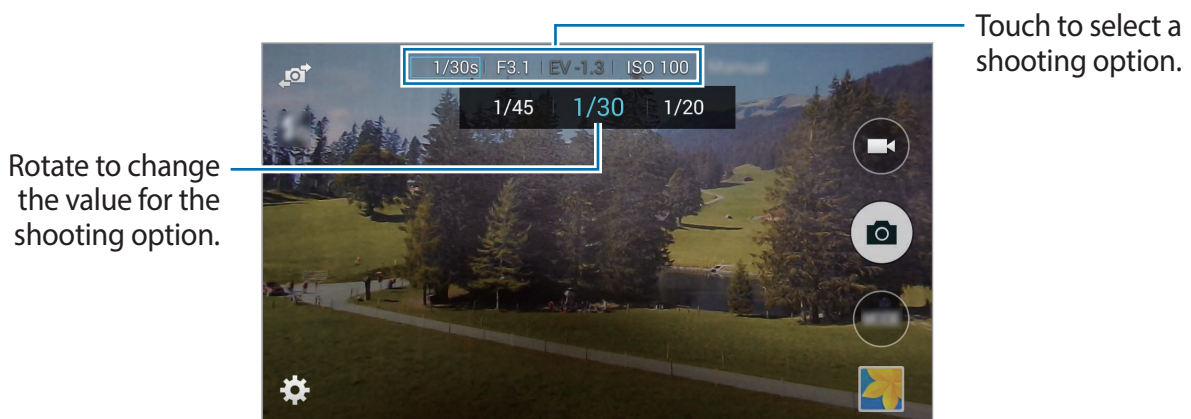 Touch to select a
shooting option.
1/30s F3.1 EV -1.3 ISO 100
1/45 1/30 1/20
Rotate to change
the value for the
shooting option.